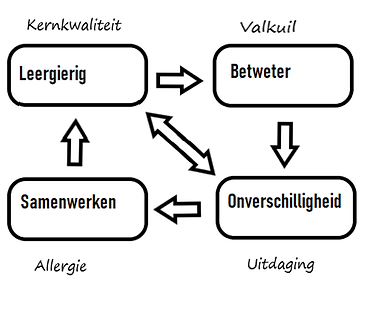 Kernkwaliteit
Valkuil
Leergierig
Betweter
Samenwerken
Onverschilligheid
Allergie
Uitdaging